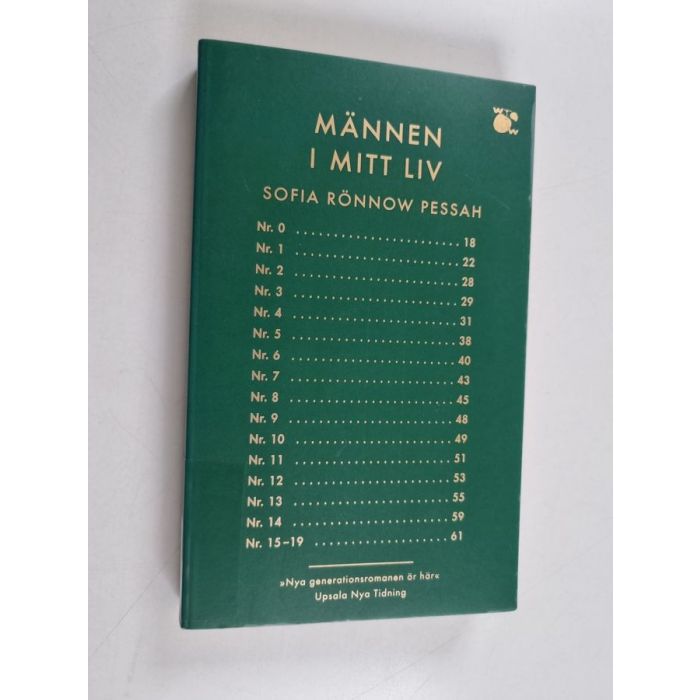 MÄNNEN
I MITT LIV
SOFIA RÖNNOW PESSAH
Nr. 0 ........................ 18
Nr. 1 ........................ 22
Nr. 2 ........................ 28
Nr. 3 ........................ 29
Nr. 4 ........................ 31
Nr. 5 ........................ 38
Nr. 6 ........................ 40
Nr. 7 ........................ 43
Nr. 8 ........................ 45
Nr. 9 ........................ 48
Nr. 10 ....................... 49
Nr. 11 ....................... 51
Nr. 12 ....................... 53
Nr. 13 ....................... 55
Nr. 14 ....................... 59
Nr. 15–19 .................... 61
»Nya generationsromanen är här«
Upsala Nya Tidning